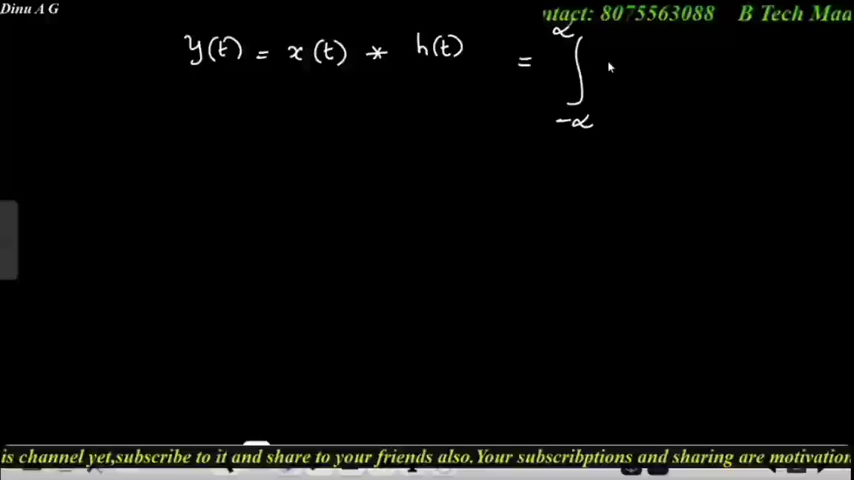 Dinu A G
ntact: 8075563088 B Tech Maa
y(t) = x(t) * h(t) = ∫
∝
-∝
is channel yet,subscribe to it and share to your friends also.Your subscribptions and sharing are motivation